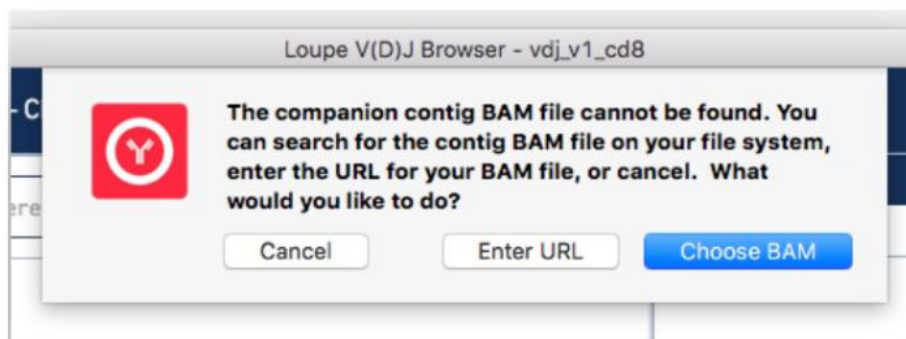 Loupe V(D)J Browser - vdj_v1_cd8
- C
The companion contig BAM file cannot be found. You
can search for the contig BAM file on your file system,
enter the URL for your BAM file, or cancel.  What
would you like to do?
ere
Cancel
Enter URL
Choose BAM